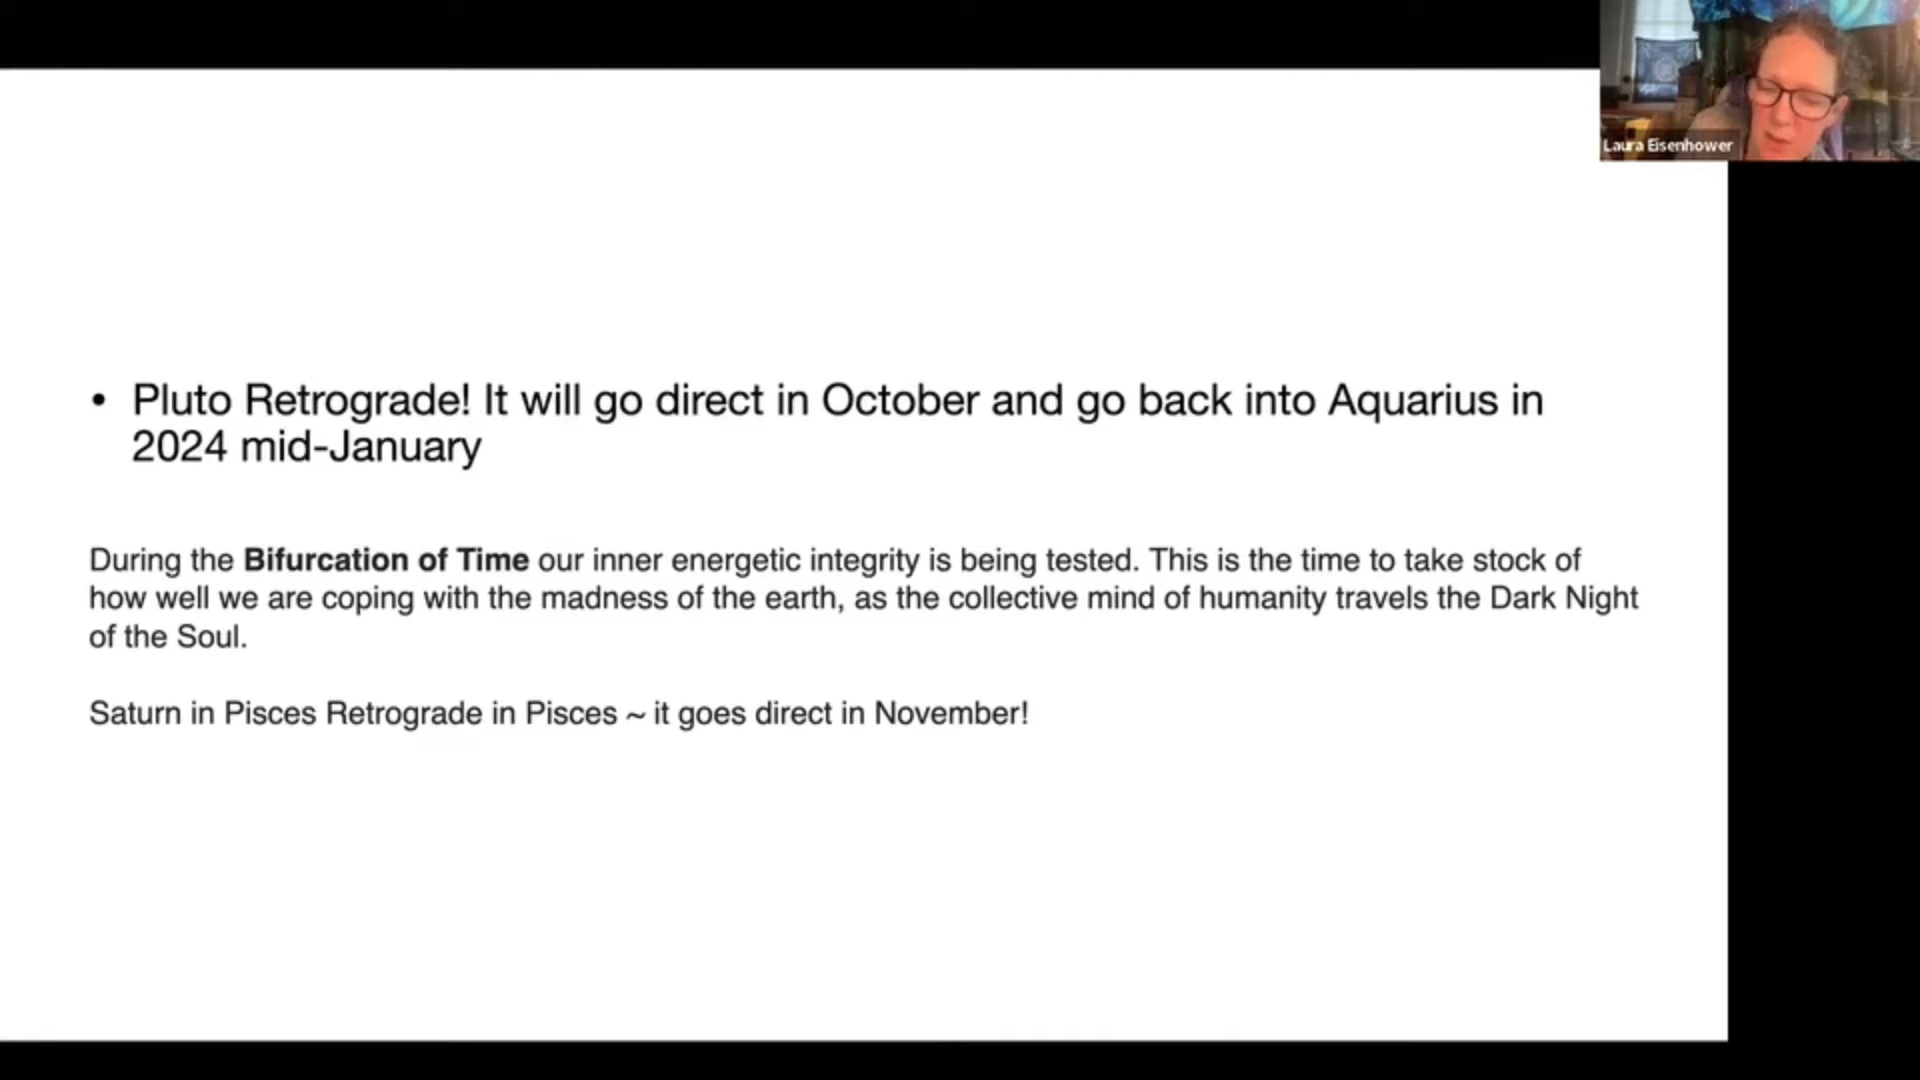 Laura Eisenhower
• Pluto Retrograde! It will go direct in October and go back into Aquarius in
2024 mid-January
During the Bifurcation of Time our inner energetic integrity is being tested. This is the time to take stock of
how well we are coping with the madness of the earth, as the collective mind of humanity travels the Dark Night
of the Soul.
Saturn in Pisces Retrograde in Pisces ~ it goes direct in November!